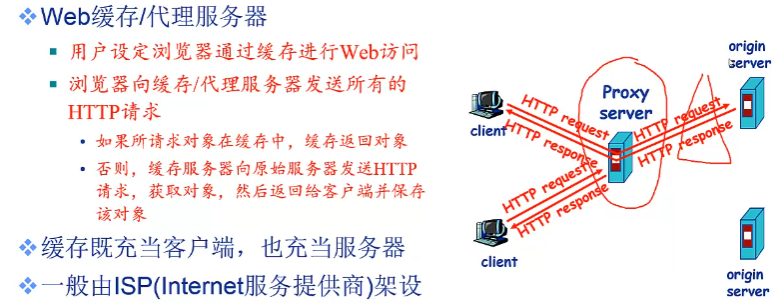 Web缓存/代理服务器
用户设定浏览器通过缓存进行Web访问
浏览器向缓存/代理服务器发送所有的
HTTP请求
如果所请求对象在缓存中，缓存返回对象
否则，缓存服务器向原始服务器发送HTTP
请求，获取对象，然后返回给客户端并保存
该对象
缓存既充当客户端，也充当服务器
一般由ISP(Internet服务提供商)架设
origin
server
Proxy
server
client
HTTP request
HTTP response
HTTP request
HTTP response
HTTP request
HTTP response
client
origin
server